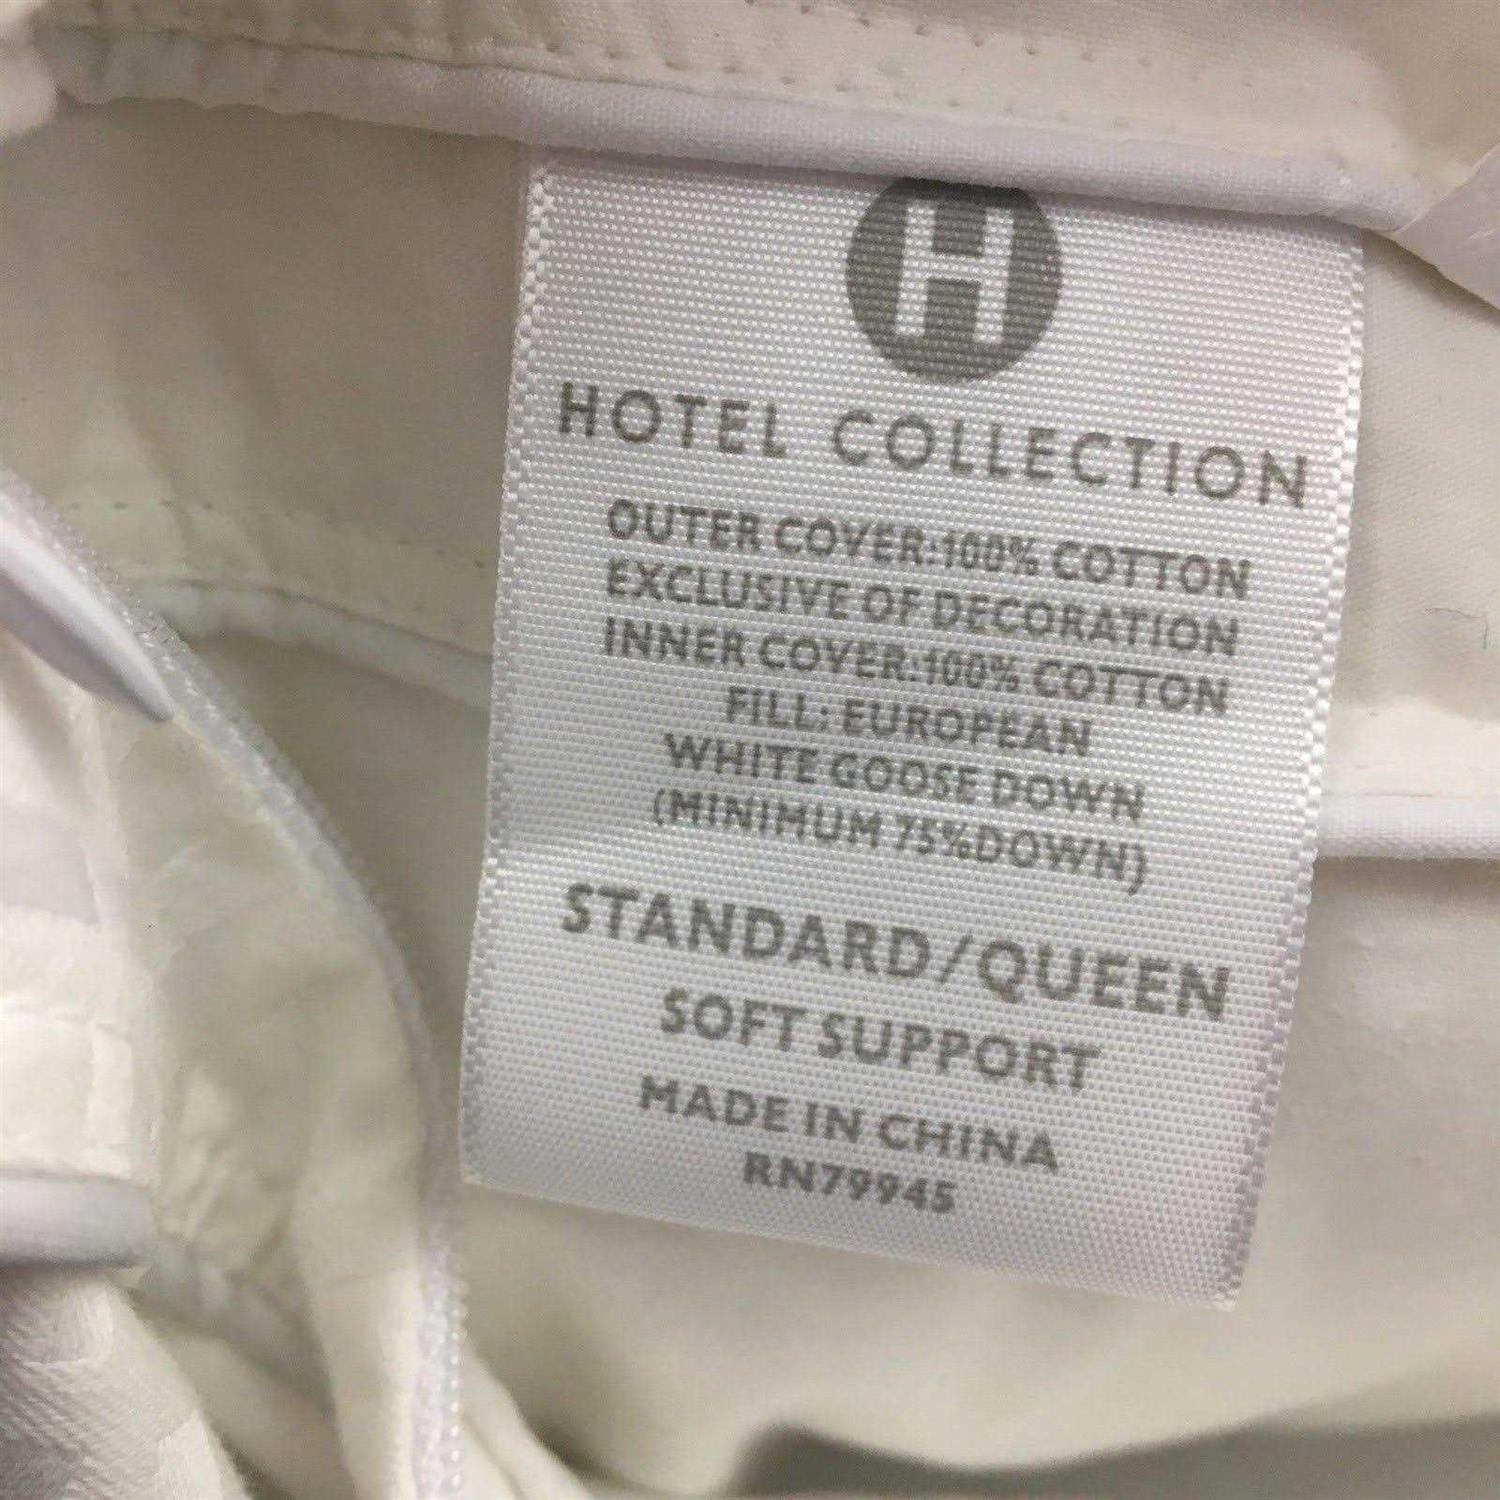 H
HOTEL COLLECTION
OUTER COVER:100% COTTON
EXCLUSIVE OF DECORATION
INNER COVER:100% COTTON
FILL: EUROPEAN
WHITE GOOSE DOWN
(MINIMUM 75%DOWN)
STANDARD/QUEEN
SOFT SUPPORT
MADE IN CHINA
RN79945